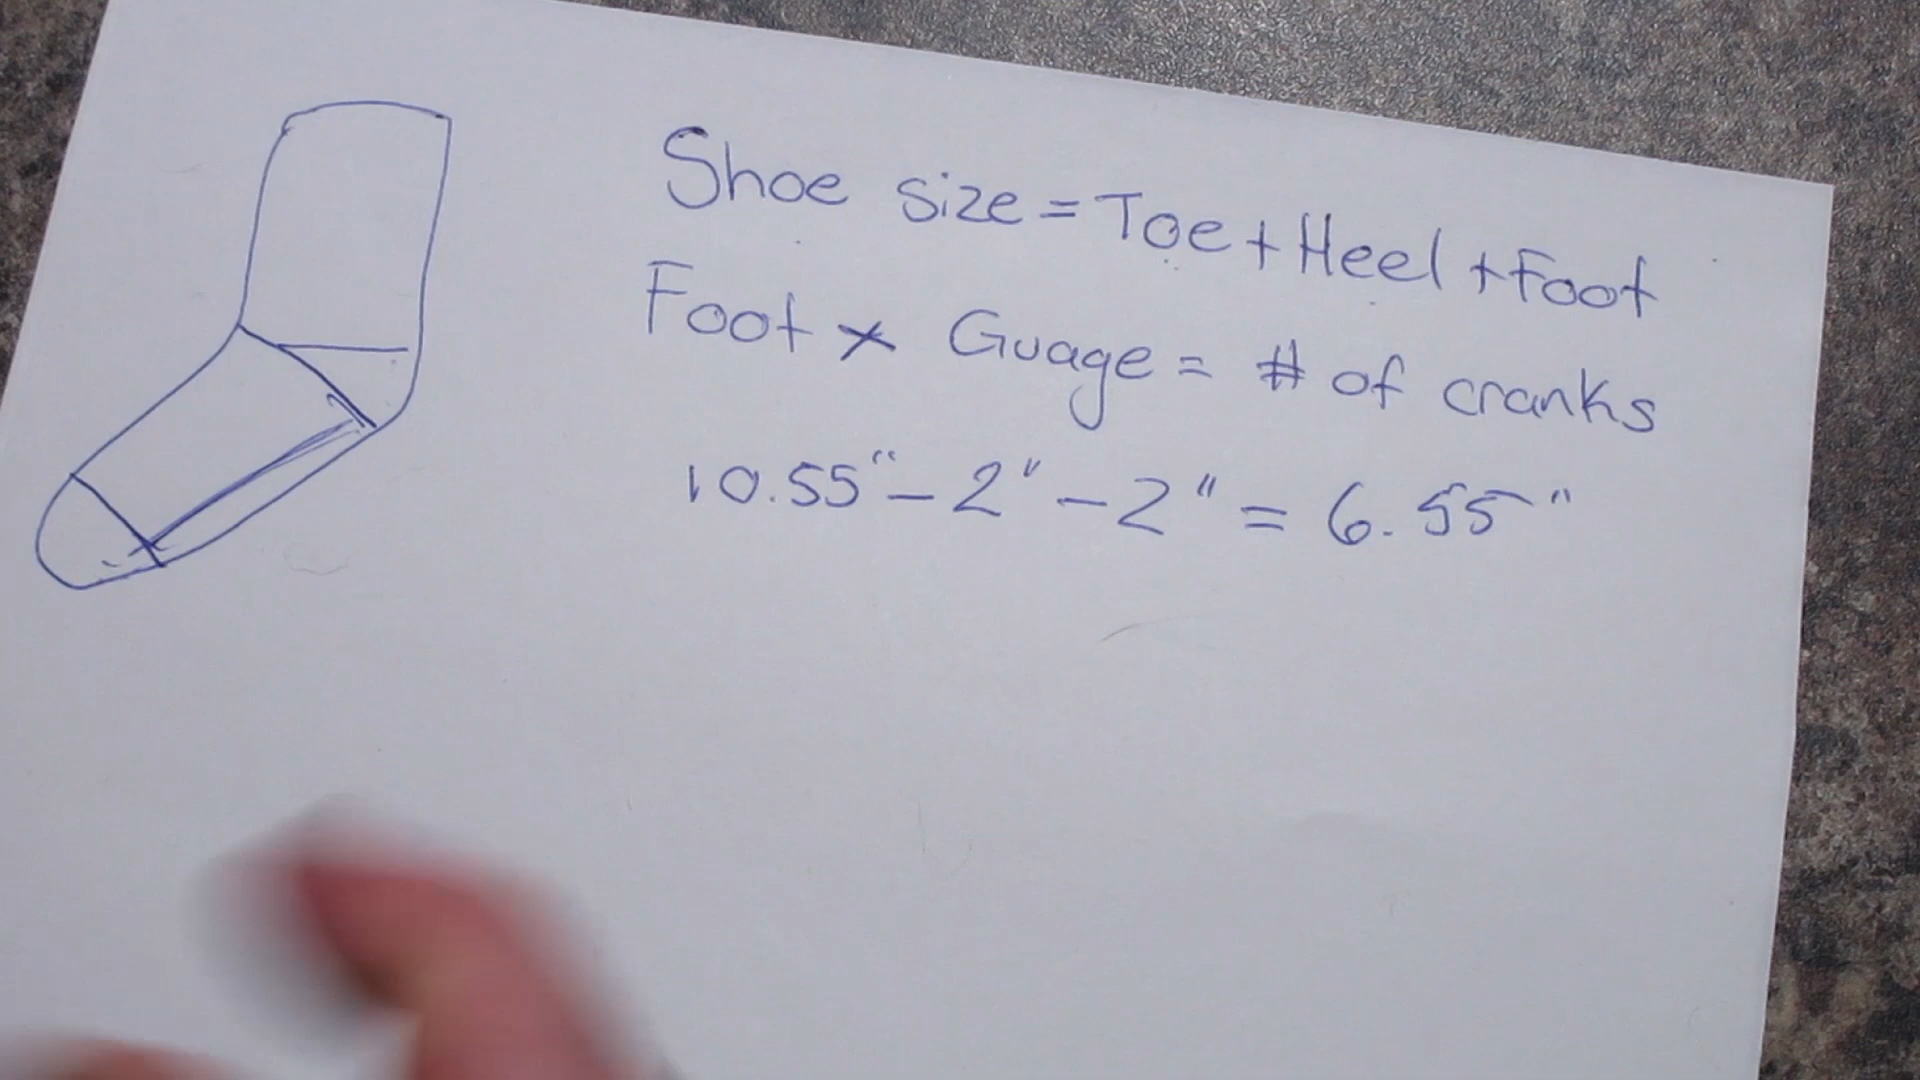 Shoe size = Toe + Heel + Foot
Foot x Guage = # of cranks
10.55" - 2" - 2" = 6.55"